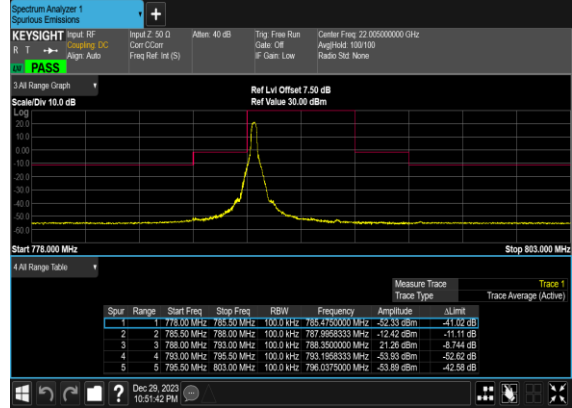 Spectrum Analyzer 1
Spurious Emissions
KEYSIGHT Input: RF Input Z: 50 Ω Atten: 40 dB Trig: Free Run Center Freq: 22.005000000 GHz
R T Coupling: DC Corr CCorr Gate: Off Avg|Hold: 100/100
Align: Auto Freq Ref: Int (S) IF Gain: Low Radio Std: None
PASS
3 All Range Graph
Ref Lvl Offset 7.50 dB
Scale/Div 10.0 dB Ref Value 30.00 dBm
Log
20.0
10.0
0.00
-10.0
-20.0
-30.0
-40.0
-50.0
-60.0
Start 778.000 MHz Stop 803.000 MHz
4 All Range Table
Measure Trace Trace 1
Trace Type Trace Average (Active)
Spur Range Start Freq Stop Freq RBW Frequency Amplitude ΔLimit
1 1 778.00 MHz 785.50 MHz 100.0 kHz 785.4750000 MHz -52.33 dBm -41.02 dB
2 2 785.50 MHz 788.00 MHz 100.0 kHz 787.9958333 MHz -12.42 dBm -11.11 dB
3 3 788.00 MHz 793.00 MHz 100.0 kHz 788.3500000 MHz 21.26 dBm -8.744 dB
4 4 793.00 MHz 795.50 MHz 100.0 kHz 793.1958333 MHz -53.93 dBm -52.62 dB
5 5 795.50 MHz 803.00 MHz 100.0 kHz 796.0375000 MHz -53.89 dBm -42.58 dB
Dec 29, 2023
10:51:42 PM